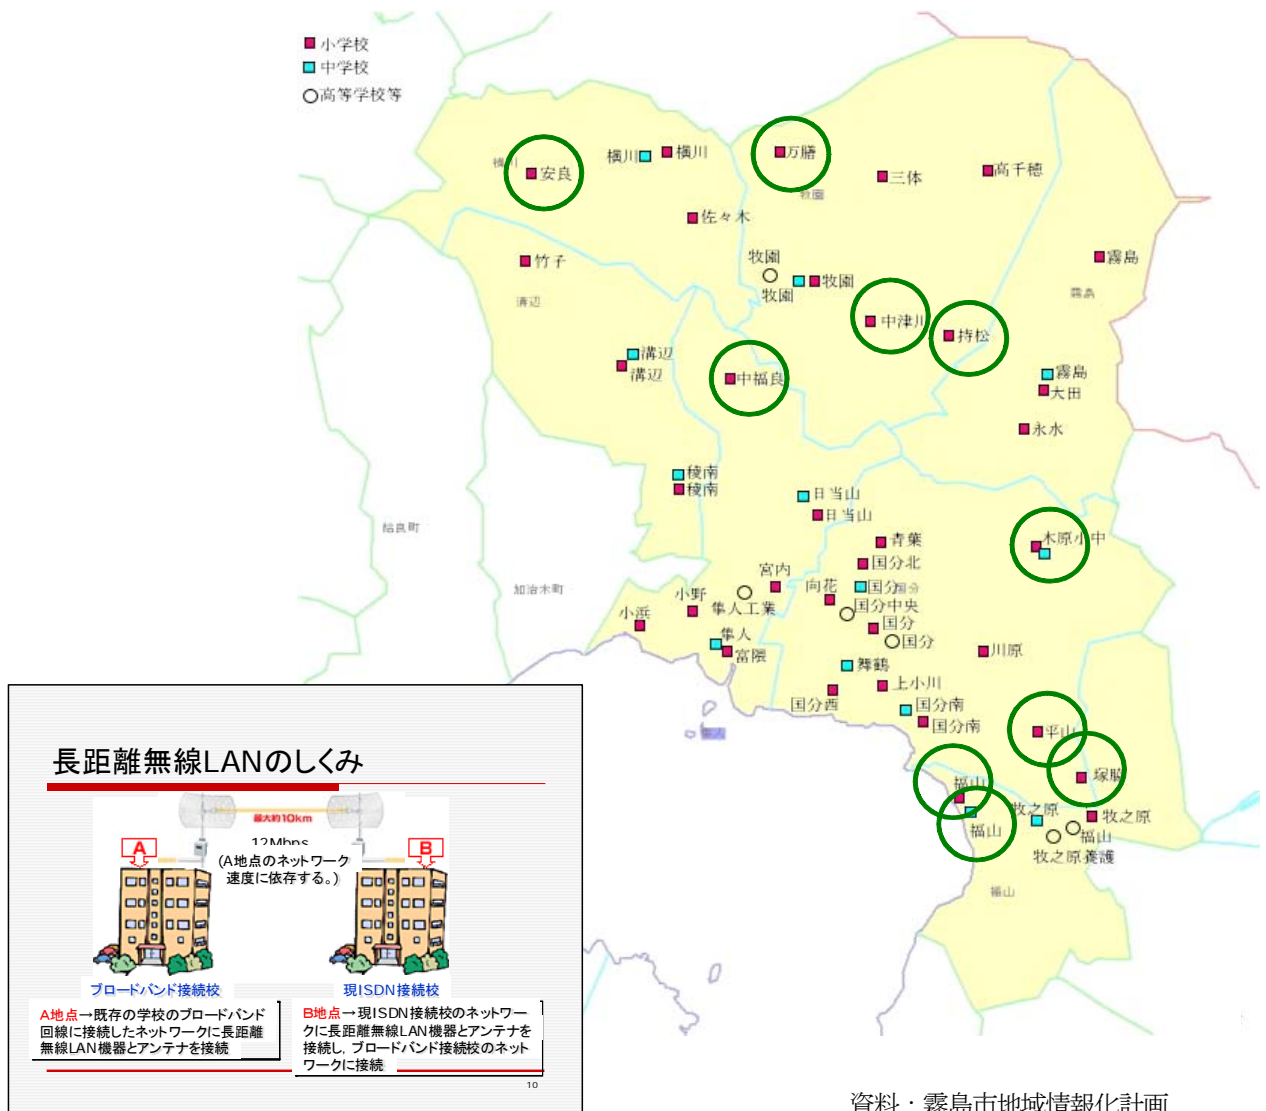 小学校
中学校
高等学校等
横川
安良
横川
横川
万膳
牧園
三体
高千穂
佐々木
竹子
溝辺
牧園
牧園
牧園
霧島
霧島
中津川
持松
溝辺
溝辺
中福良
霧島
大田
永水
稜南
稜南
日当山
日当山
姶良町
加治木町
青葉
国分北
木原小中
宮内
向花
国分
国分
国分中央
小野
隼人工業
小浜
国分
国分
隼人
富隈
川原
舞鶴
上小川
国分西
国分南
国分南
平山
塚脇
福山
福山
牧之原
牧之原
福山
牧之原養護
福山
長距離無線LANのしくみ
最大約10km
12Mbps
A
B
(A地点のネットワーク
速度に依存する。)
ブロードバンド接続校
現ISDN接続校
A地点→既存の学校のブロードバンド
回線に接続したネットワークに長距離
無線LAN機器とアンテナを接続
B地点→現ISDN接続校のネットワー
クに長距離無線LAN機器とアンテナを
接続し，ブロードバンド接続校のネット
ワークに接続
10
資料：霧島市地域情報化計画